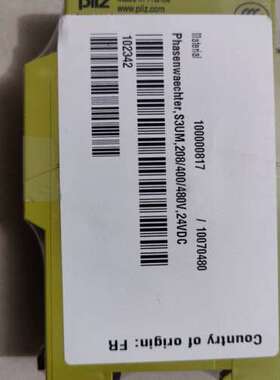 pilz
www.pilz.com
Material
100000817 / 10070480
Phasenwaechter,S3UM,208/400/480V,24VDC
102342
Country of origin: FR